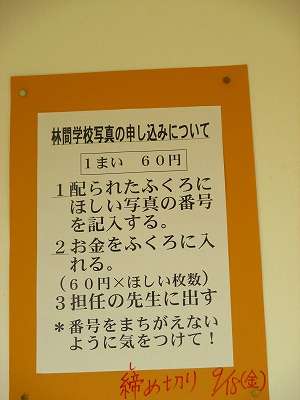 林間学校写真の申し込みについて
1まい 60円
1配られたふくろに
ほしい写真の番号
を記入する。
2お金をふくろに入
れる。
(60円×ほしい枚数)
3担任の先生に出す
*番号をまちがえない
ように気をつけて!
締め切り 9/18(金)